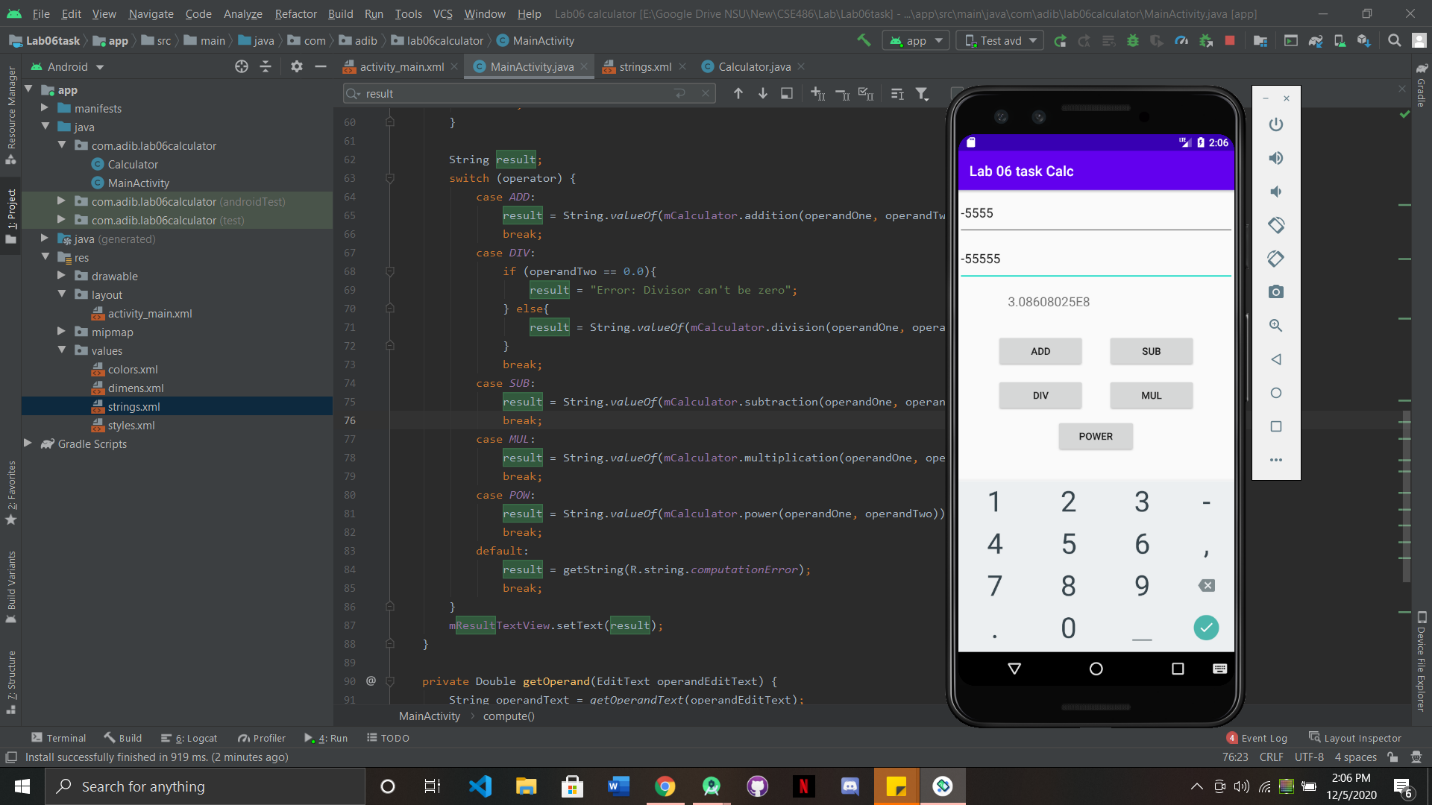 File Edit View Navigate Code Analyze Refactor Build Run Tools VCS Window Help Lab06 calculator [E:\Google Drive NSU\New\CSE486\Lab\Lab06task] - ...\app\src\main\java\com\adib\lab06calculator\MainActivity.java [app]
Lab06task app src main java com adib lab06calculator MainActivity app Test avd
Android activity_main.xml MainActivity.java strings.xml Calculator.java
result
Resource Manager
1: Project
2: Favorites
Build Variants
7: Structure
Gradle
Device File Explorer
app
manifests
java
com.adib.lab06calculator
Calculator
MainActivity
com.adib.lab06calculator (androidTest)
com.adib.lab06calculator (test)
java (generated)
res
drawable
layout
activity_main.xml
mipmap
values
colors.xml
dimens.xml
strings.xml
styles.xml
Gradle Scripts
60 }
61
62 String result;
63 switch (operator) {
64 case ADD:
65 result = String.valueOf(mCalculator.addition(operandOne, operandTw
66 break;
67 case DIV:
68 if (operandTwo == 0.0){
69 result = "Error: Divisor can't be zero";
70 } else{
71 result = String.valueOf(mCalculator.division(operandOne, opera
72 }
73 break;
74 case SUB:
75 result = String.valueOf(mCalculator.subtraction(operandOne, operan
76 break;
77 case MUL:
78 result = String.valueOf(mCalculator.multiplication(operandOne, ope
79 break;
80 case POW:
81 result = String.valueOf(mCalculator.power(operandOne, operandTwo))
82 break;
83 default:
84 result = getString(R.string.computationError);
85 break;
86 }
87 mResultTextView.setText(result);
88 }
89
90 @ private Double getOperand(EditText operandEditText) {
91 String operandText = getOperandText(operandEditText);
MainActivity › compute()
2:06
Lab 06 task Calc
-5555
-55555
3.08608025E8
ADD SUB
DIV MUL
POWER
1 2 3 -
4 5 6 ,
7 8 9
. 0
Terminal Build 6: Logcat Profiler 4: Run TODO 4 Event Log Layout Inspector
Install successfully finished in 919 ms. (2 minutes ago) 76:23 CRLF UTF-8 4 spaces
Search for anything
2:06 PM
12/5/2020
6